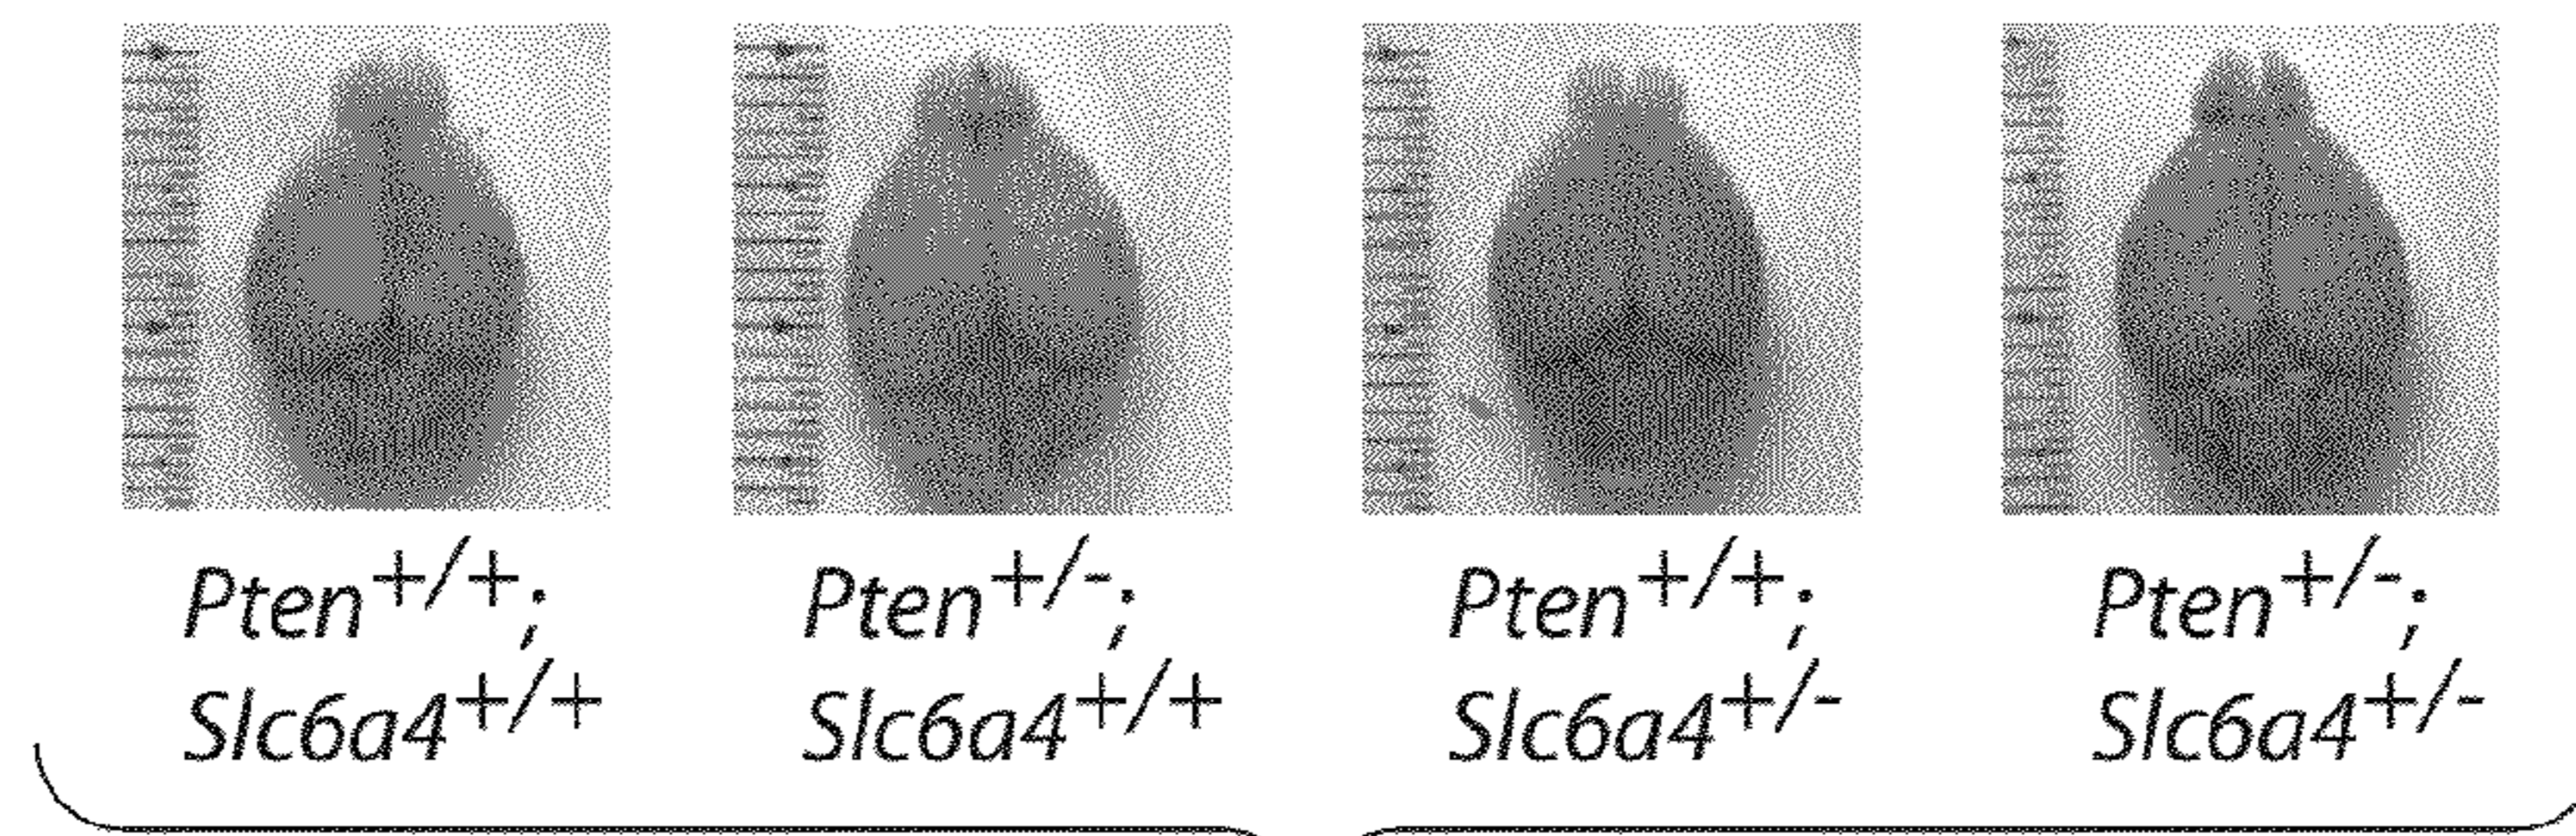 Pten+/+; Pten+/-; Pten+/+; Pten+/-;
Slc6a4+/+ Slc6a4+/+ Slc6a4+/- Slc6a4+/-